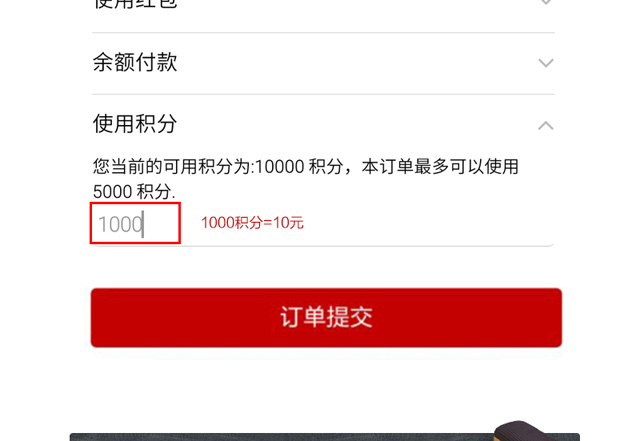 使用红包
余额付款
使用积分
您当前的可用积分为:10000 积分，本订单最多可以使用
5000 积分.
1000
1000积分=10元
订单提交